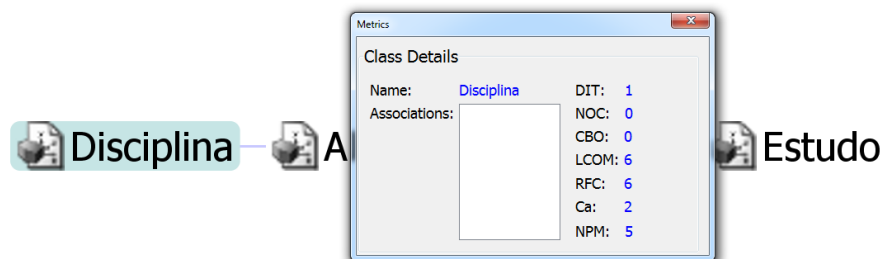 Metrics
Class Details
Name: Disciplina
Associations:
DIT: 1
NOC: 0
CBO: 0
LCOM: 6
RFC: 6
Ca: 2
NPM: 5
Disciplina
Estudo